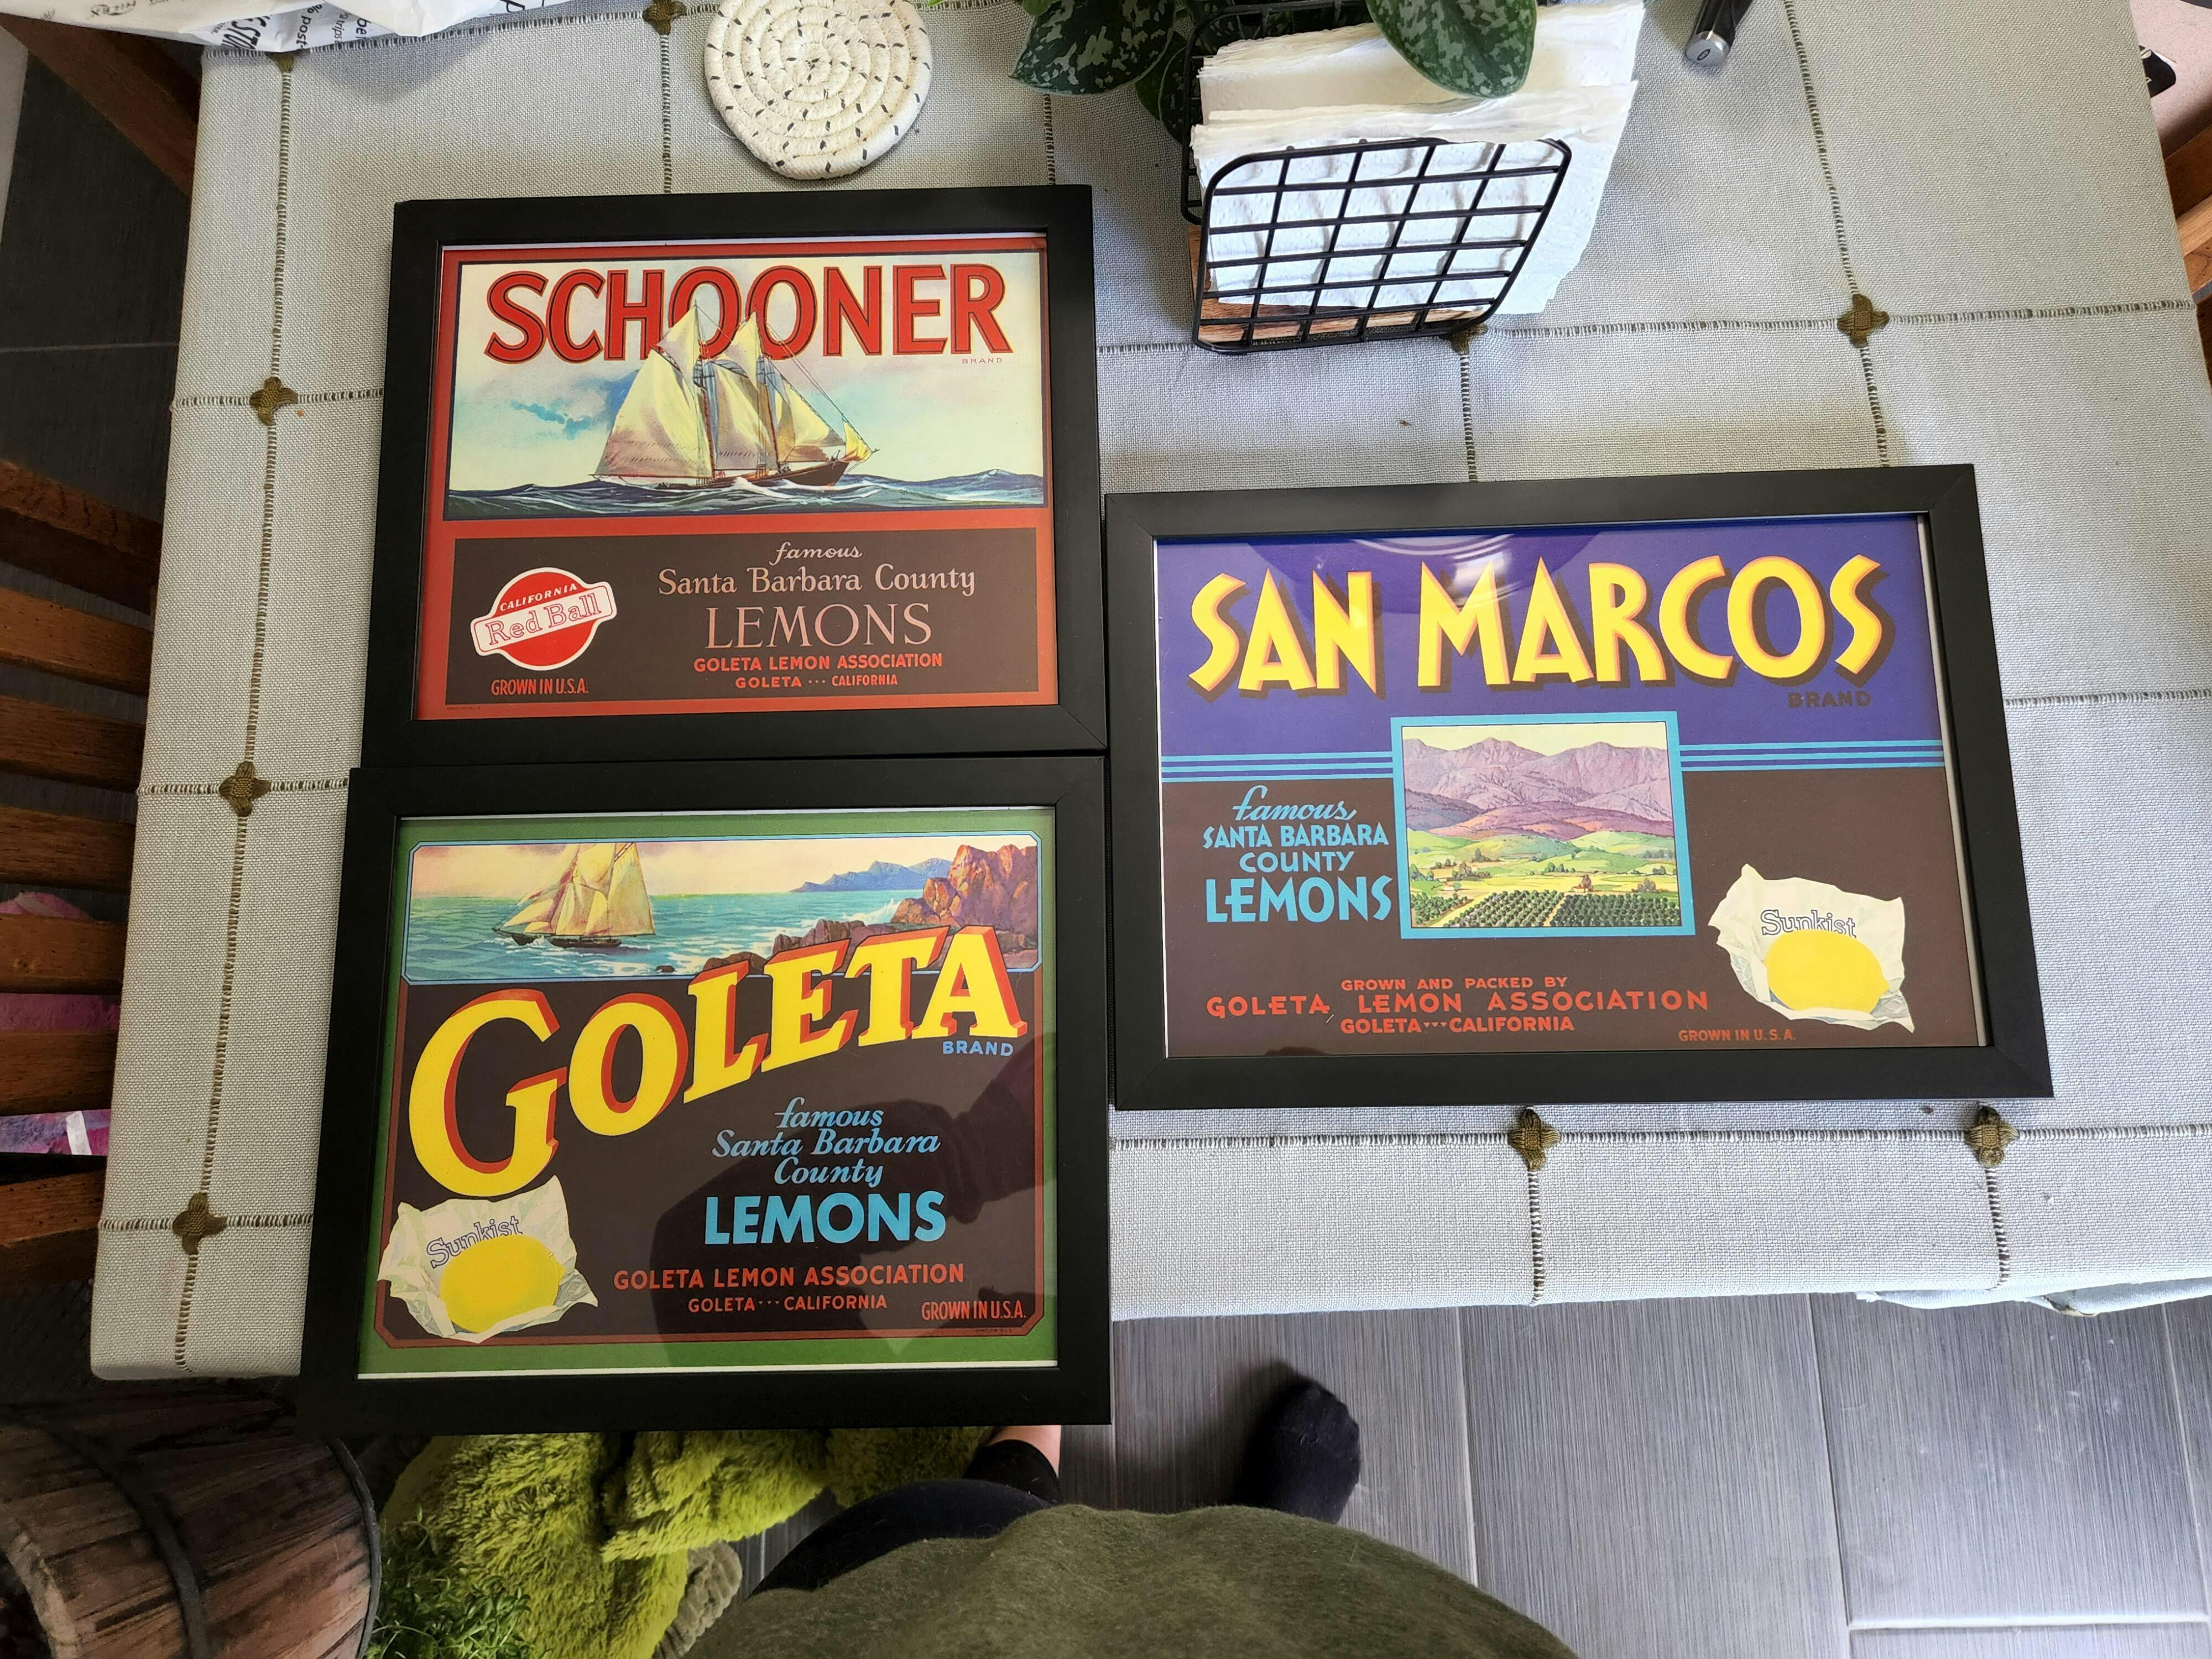 SCHOONER
BRAND
famous
Santa Barbara County
LEMONS
GOLETA LEMON ASSOCIATION
GOLETA ··· CALIFORNIA
CALIFORNIA
Red Ball
GROWN IN U.S.A.
SAN MARCOS
BRAND
famous
SANTA BARBARA
COUNTY
LEMONS
Sunkist
GROWN AND PACKED BY
GOLETA LEMON ASSOCIATION
GOLETA ··· CALIFORNIA
GROWN IN U.S.A.
GOLETA
BRAND
famous
Santa Barbara
County
LEMONS
Sunkist
GOLETA LEMON ASSOCIATION
GOLETA ··· CALIFORNIA
GROWN IN U.S.A.